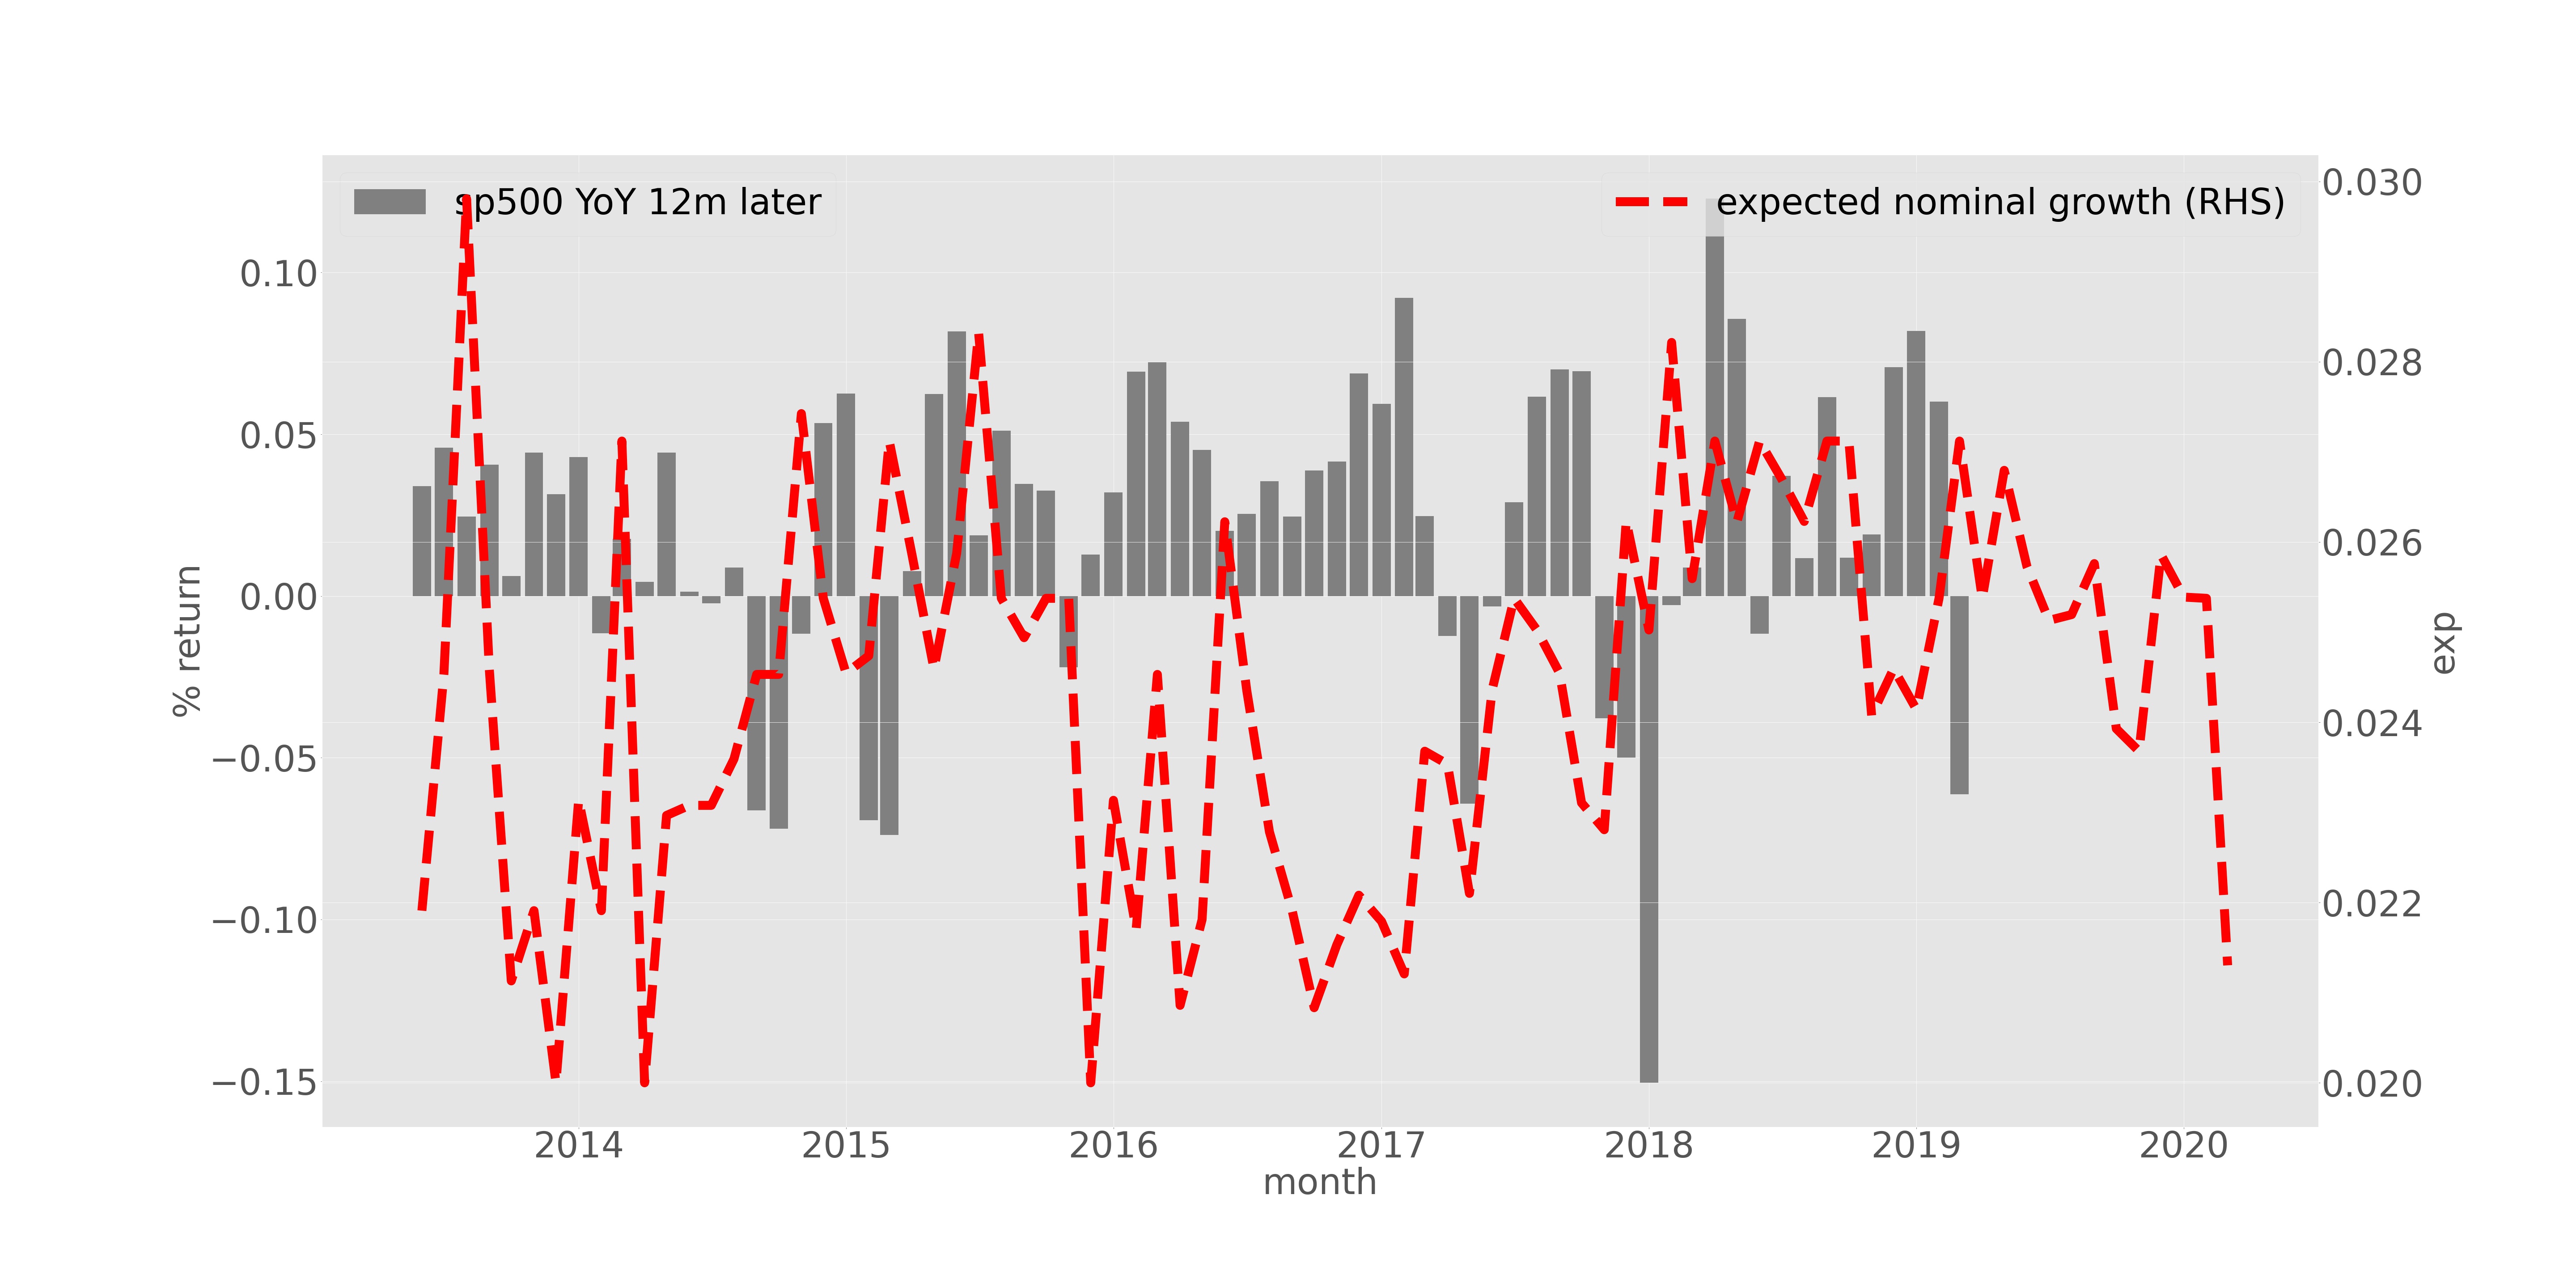 sp500 YoY 12m later
expected nominal growth (RHS)
% return
0.10
0.05
0.00
−0.05
−0.10
−0.15
0.030
0.028
0.026
0.024
0.022
0.020
exp
2014 2015 2016 2017 2018 2019 2020
month